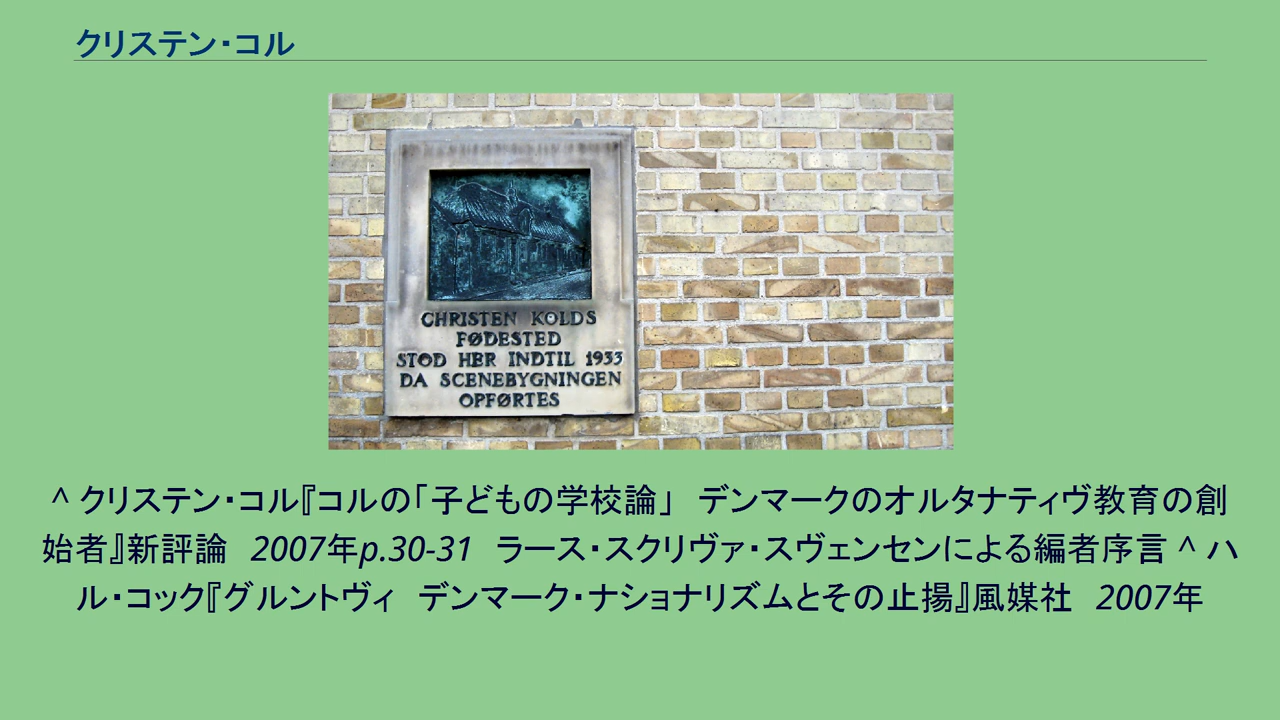 クリステン・コル
CHRISTEN KOLDS
FØDESTED
STOD HER INDTIL 1933
DA SCENEBYGNINGEN
OPFØRTES
^ クリステン・コル『コルの「子どもの学校論」 デンマークのオルタナティヴ教育の創
始者』新評論 2007年p.30-31 ラース・スクリヴァ・スヴェンセンによる編者序言 ^ ハ
ル・コック『グルントヴィ デンマーク・ナショナリズムとその止揚』風媒社 2007年